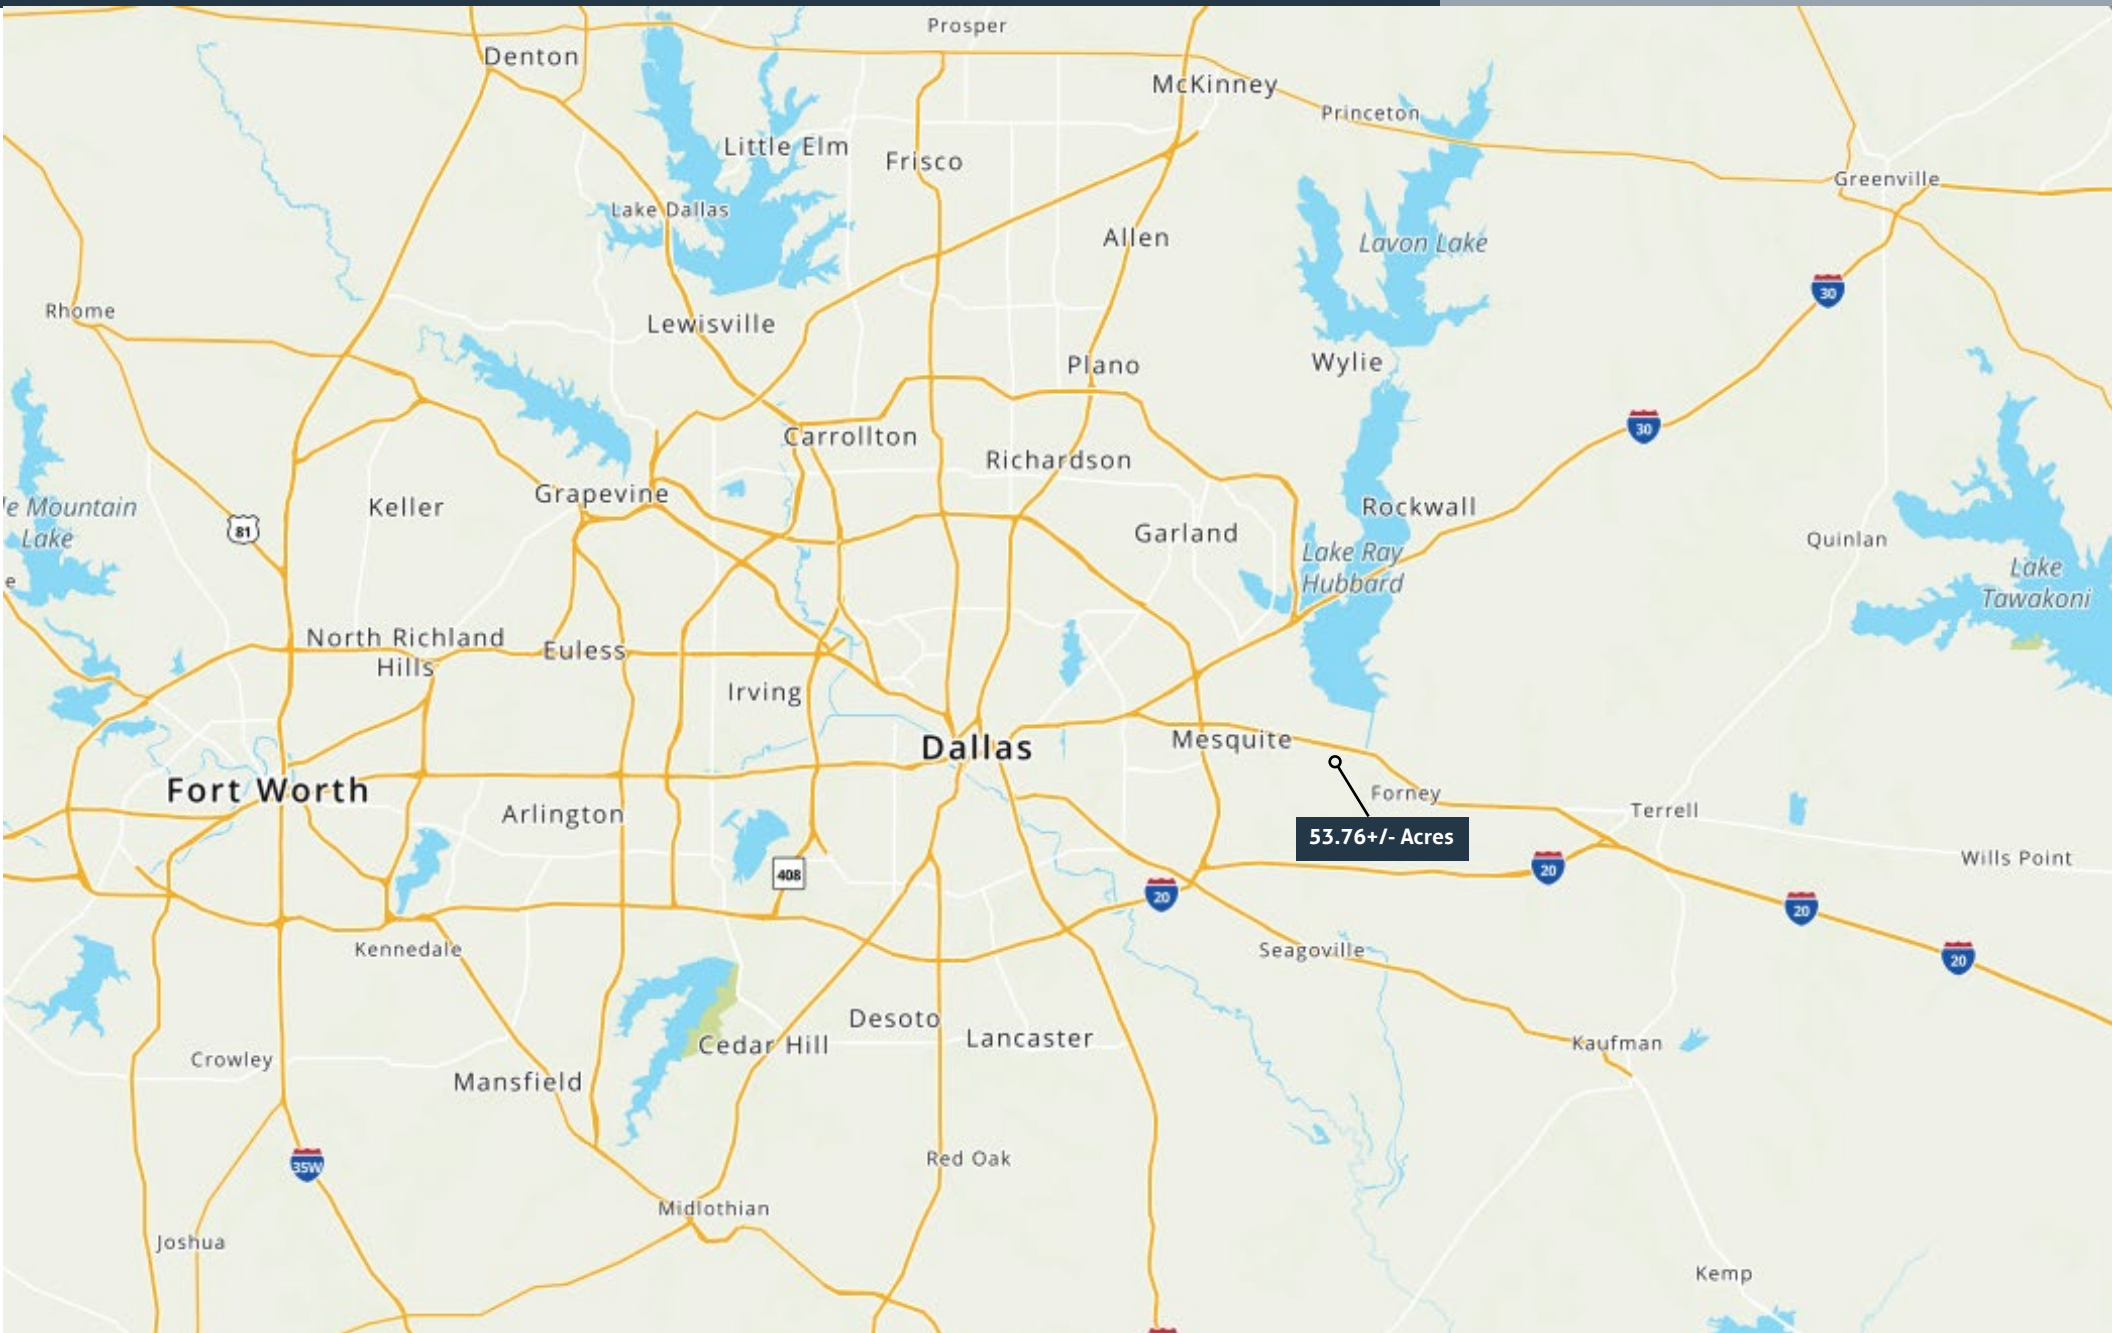 Prosper
Denton
McKinney
Princeton
Little Elm
Frisco
Greenville
Lake Dallas
Allen
Lavon Lake
30
Rhome
Lewisville
Wylie
Plano
30
Carrollton
Richardson
Grapevine
Keller
Rockwall
le Mountain
Lake
81
Garland
Quinlan
Lake Ray
Hubbard
Lake
Tawakoni
e
North Richland
Hills
Euless
Irving
Mesquite
Dallas
Fort Worth
Forney
Terrell
Arlington
53.76+/- Acres
Wills Point
408
20
20
20
20
Kennedale
Seagoville
Desoto
Lancaster
Cedar Hill
Kaufman
Crowley
Mansfield
Red Oak
35W
Midlothian
Joshua
Kemp